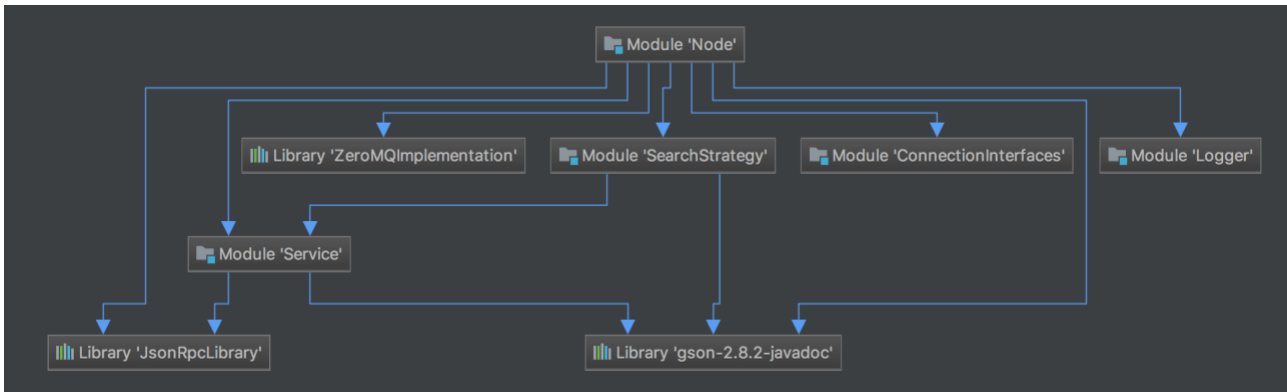 Module 'Node'
Library 'ZeroMQImplementation'
Module 'SearchStrategy'
Module 'ConnectionInterfaces'
Module 'Logger'
Module 'Service'
Library 'JsonRpcLibrary'
Library 'gson-2.8.2-javadoc'